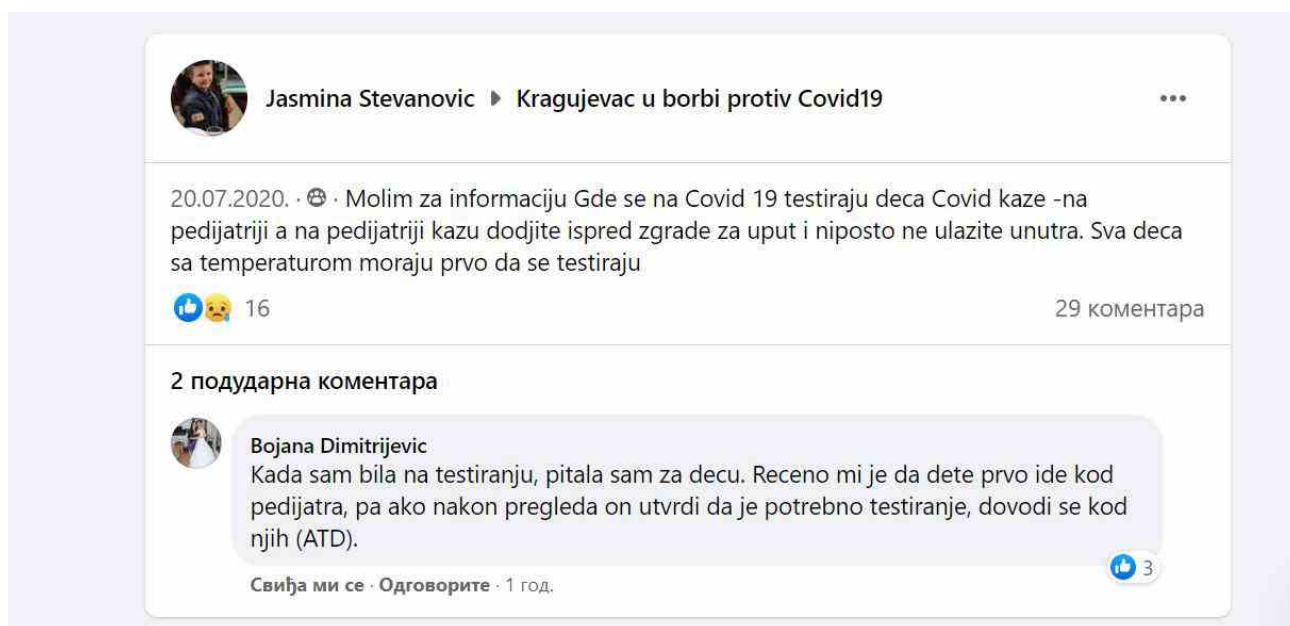 Jasmina Stevanovic ▸ Kragujevac u borbi protiv Covid19
20.07.2020. · · Molim za informaciju Gde se na Covid 19 testiraju deca Covid kaze -na
pedijatriji a na pedijatriji kazu dodjite ispred zgrade za uput i niposto ne ulazite unutra. Sva deca
sa temperaturom moraju prvo da se testiraju
16
29 коментара
2 подударна коментара
Bojana Dimitrijevic
Kada sam bila na testiranju, pitala sam za decu. Receno mi je da dete prvo ide kod
pedijatra, pa ako nakon pregleda on utvrdi da je potrebno testiranje, dovodi se kod
njih (ATD).
3
Свиђа ми се · Одговорите · 1 год.